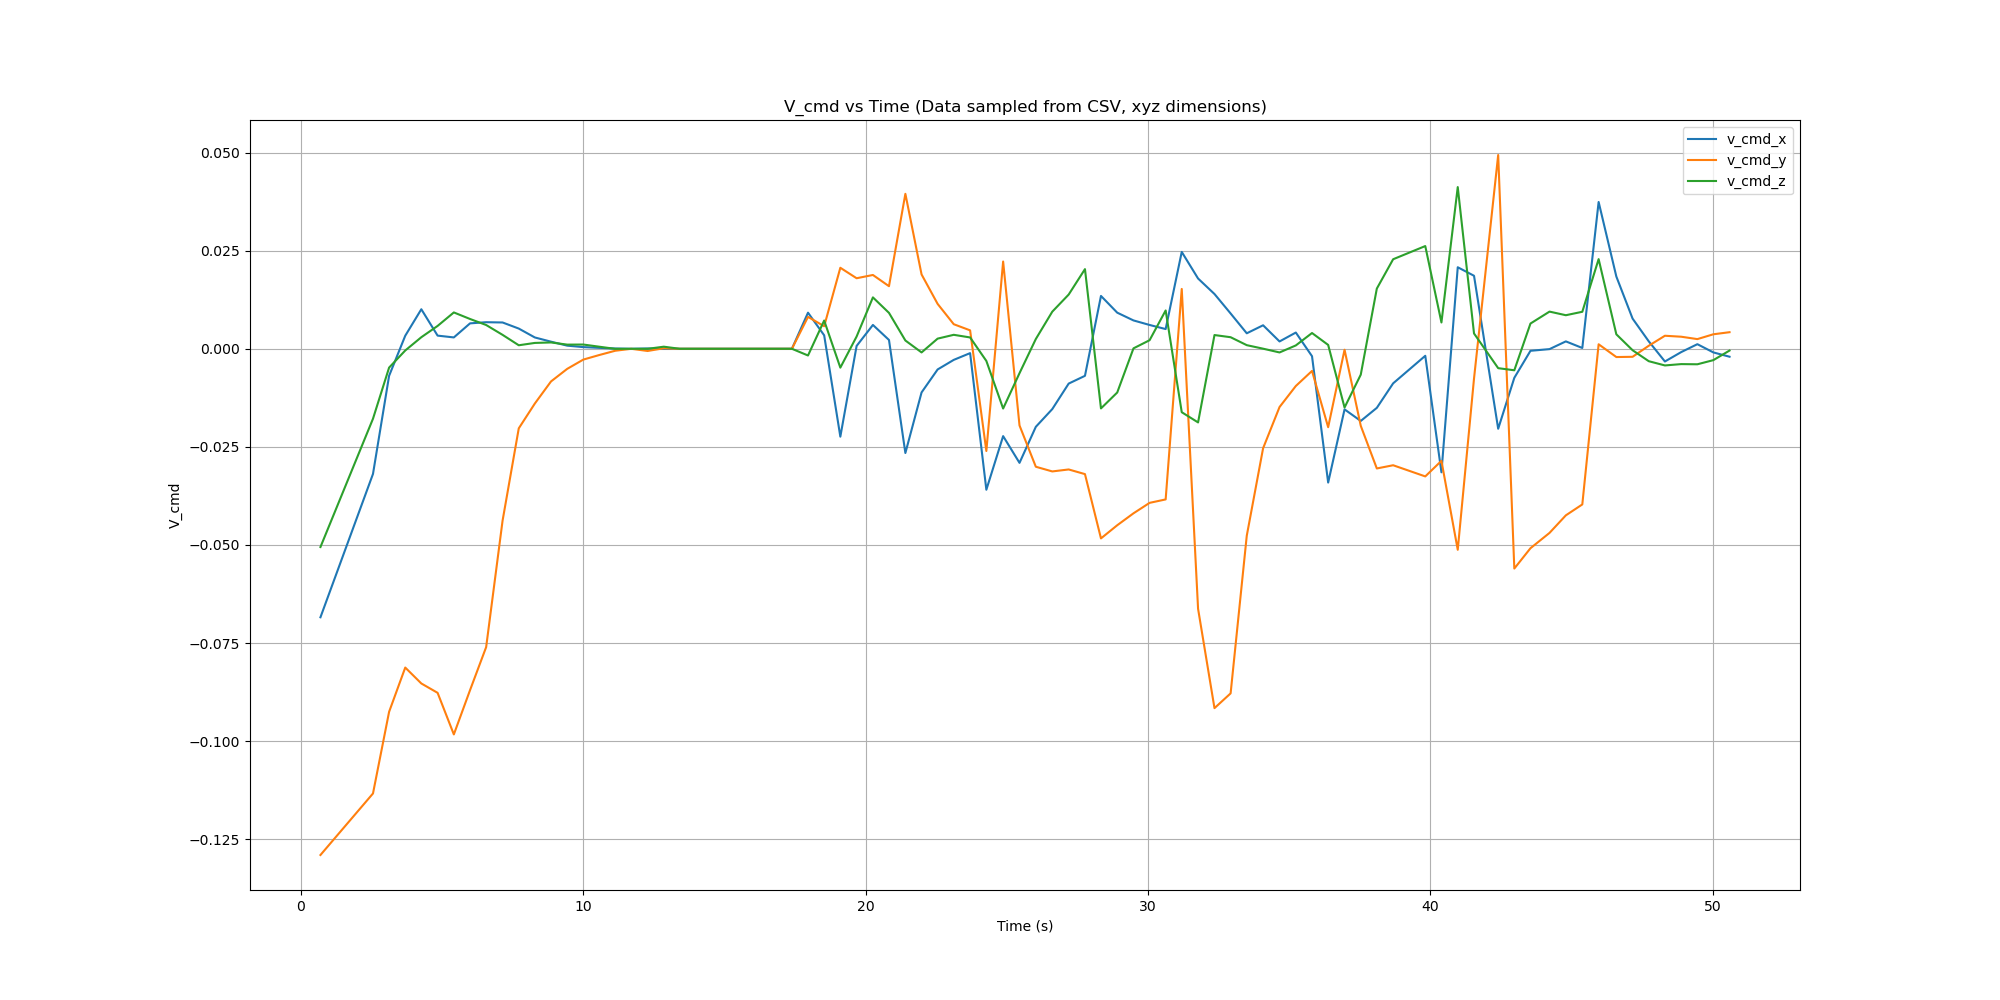 V_cmd vs Time (Data sampled from CSV, xyz dimensions)
v_cmd_x
v_cmd_y
v_cmd_z
V_cmd
0.050
0.025
0.000
−0.025
−0.050
−0.075
−0.100
−0.125
0 10 20 30 40 50
Time (s)